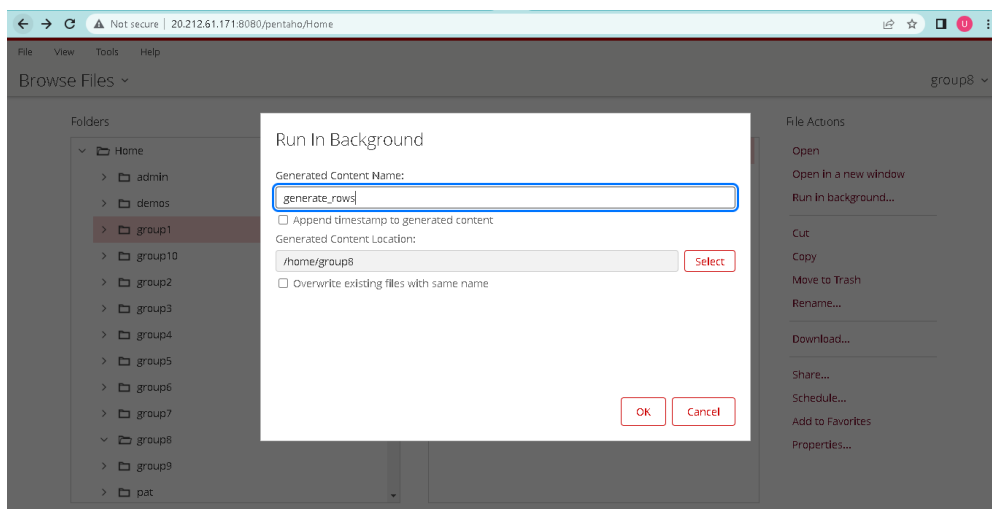 Not secure | 20.212.61.171:8080/pentaho/Home
U
File View Tools Help
Browse Files
group8
Folders
Home
admin
demos
group1
group10
group2
group3
group4
group5
group6
group7
group8
group9
pat
Run In Background
Generated Content Name:
generate_rows
Append timestamp to generated content
Generated Content Location:
/home/group8
Select
Overwrite existing files with same name
OK
Cancel
File Actions
Open
Open in a new window
Run in background...
Cut
Copy
Move to Trash
Rename...
Download...
Share...
Schedule...
Add to Favorites
Properties...